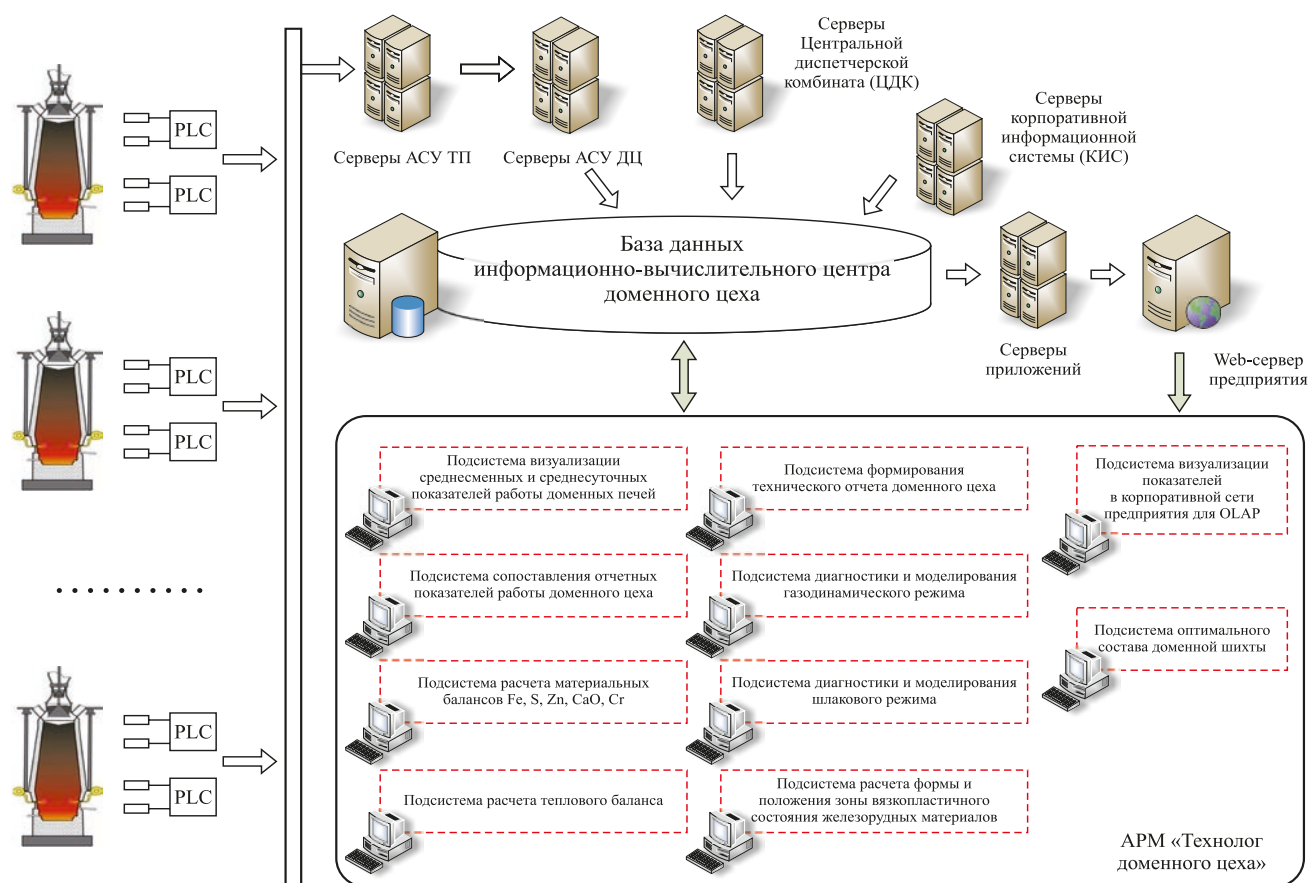 PLC
PLC
PLC
PLC
PLC
PLC
Серверы АСУ ТП
Серверы АСУ ДЦ
Серверы
Центральной
диспетчерской
комбината (ЦДК)
Серверы
корпоративной
информационной
системы (КИС)
База данных
информационно-вычислительного центра
доменного цеха
Серверы
приложений
Web-сервер
предприятия
Подсистема визуализации
среднесменных и среднесуточных
показателей работы доменных печей
Подсистема сопоставления отчетных
показателей работы доменного цеха
Подсистема расчета материальных
балансов Fe, S, Zn, CaO, Cr
Подсистема расчета теплового баланса
Подсистема формирования
технического отчета доменного цеха
Подсистема диагностики и моделирования
газодинамического режима
Подсистема диагностики и моделирования
шлакового режима
Подсистема расчета формы и
положения зоны вязкопластичного
состояния железорудных материалов
Подсистема визуализации
показателей
в корпоративной сети
предприятия для OLAP
Подсистема оптимального
состава доменной шихты
АРМ «Технолог
доменного цеха»